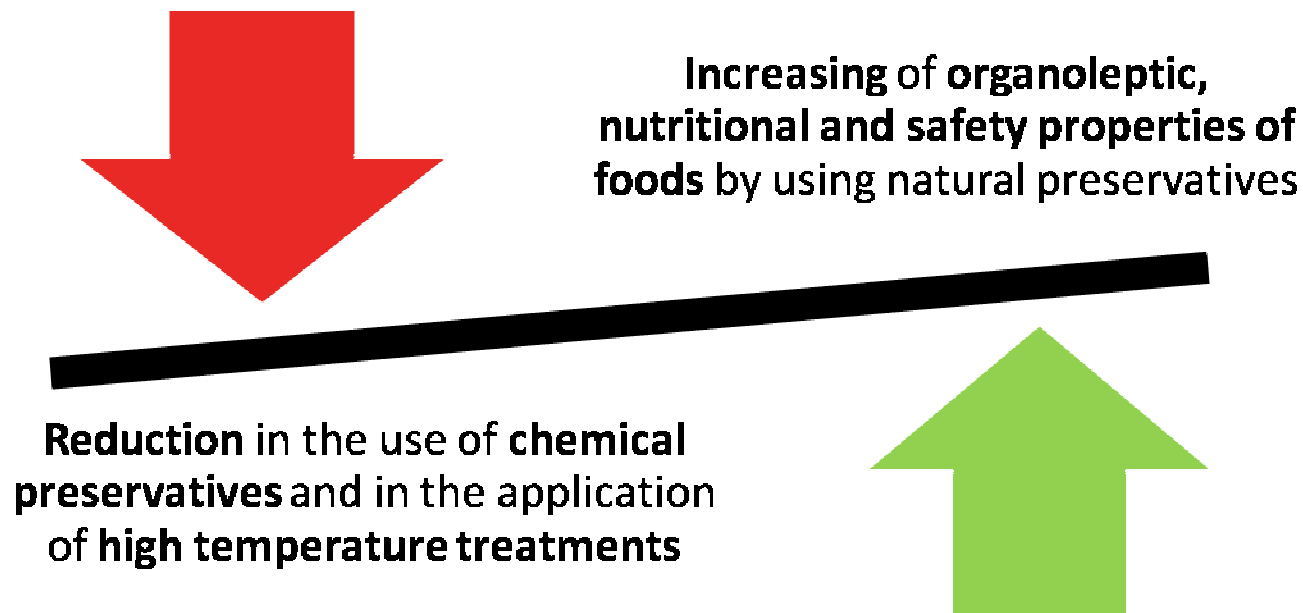 Increasing of organoleptic,
nutritional and safety properties of
foods by using natural preservatives
Reduction in the use of chemical
preservatives and in the application
of high temperature treatments